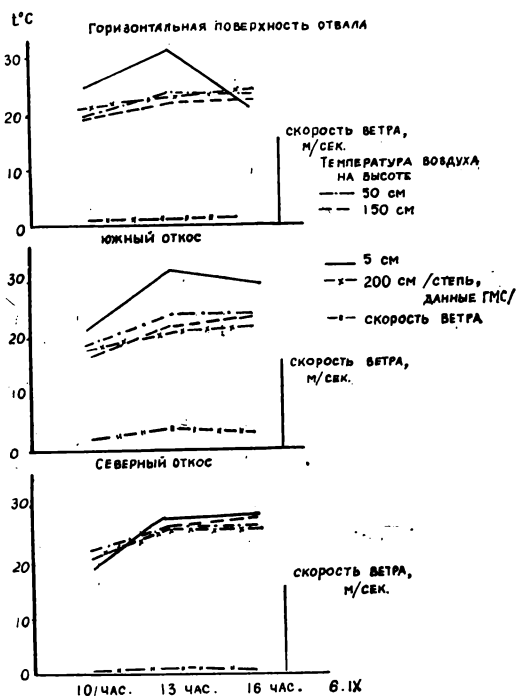 t°C
ГОРИЗОНТАЛЬНАЯ ПОВЕРХНОСТЬ ОТВАЛА
30
20
10
0
СКОРОСТЬ ВЕТРА,
М/СЕК.
ТЕМПЕРАТУРА ВОЗДУХА
НА ВЫСОТЕ
50 СМ
150 СМ
ЮЖНЫЙ ОТКОС
30
20
10
0
5 СМ
200 СМ /СТЕПЬ,
ДАННЫЕ ГМС/
СКОРОСТЬ ВЕТРА
СКОРОСТЬ ВЕТРА,
М/СЕК.
СЕВЕРНЫЙ ОТКОС
30
20
10
0
СКОРОСТЬ ВЕТРА,
М/СЕК.
10/ЧАС. 13 ЧАС. 16 ЧАС. 6.IX